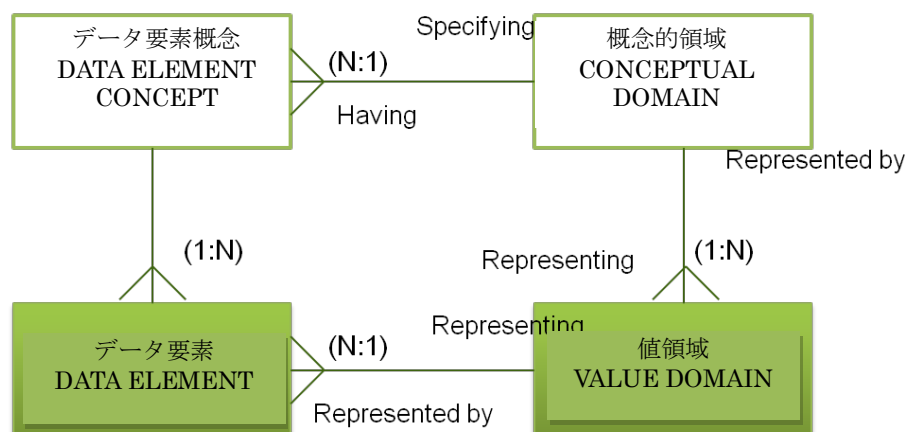 データ要素概念
DATA ELEMENT
CONCEPT
Specifying
(N:1)
Having
概念的領域
CONCEPTUAL
DOMAIN
Represented by
(1:N)
Representing
(1:N)
データ要素
DATA ELEMENT
Representing
(N:1)
Represented by
値領域
VALUE DOMAIN